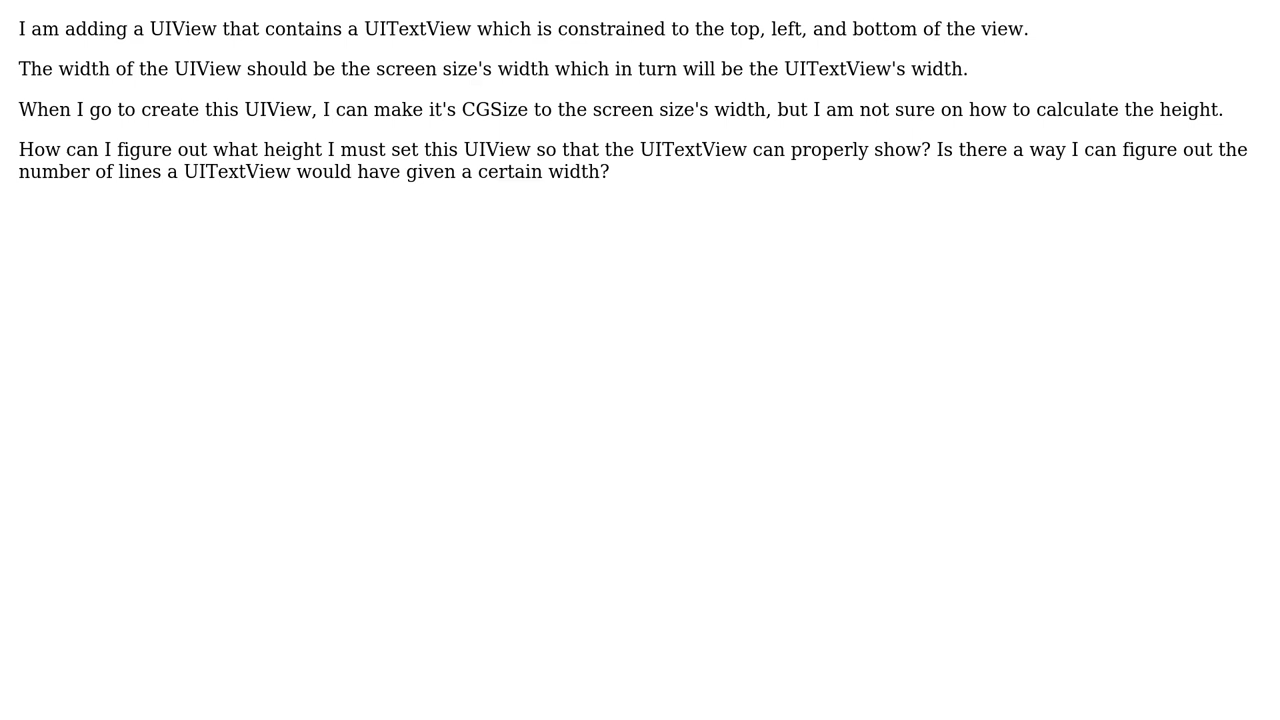 I am adding a UIView that contains a UITextView which is constrained to the top, left, and bottom of the view.
The width of the UIView should be the screen size's width which in turn will be the UITextView's width.
When I go to create this UIView, I can make it's CGSize to the screen size's width, but I am not sure on how to calculate the height.
How can I figure out what height I must set this UIView so that the UITextView can properly show? Is there a way I can figure out the
number of lines a UITextView would have given a certain width?